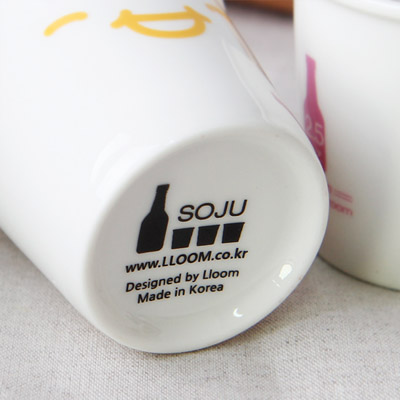 SOJU
www.LLOOM.co.kr
Designed by Lloom
Made in Korea